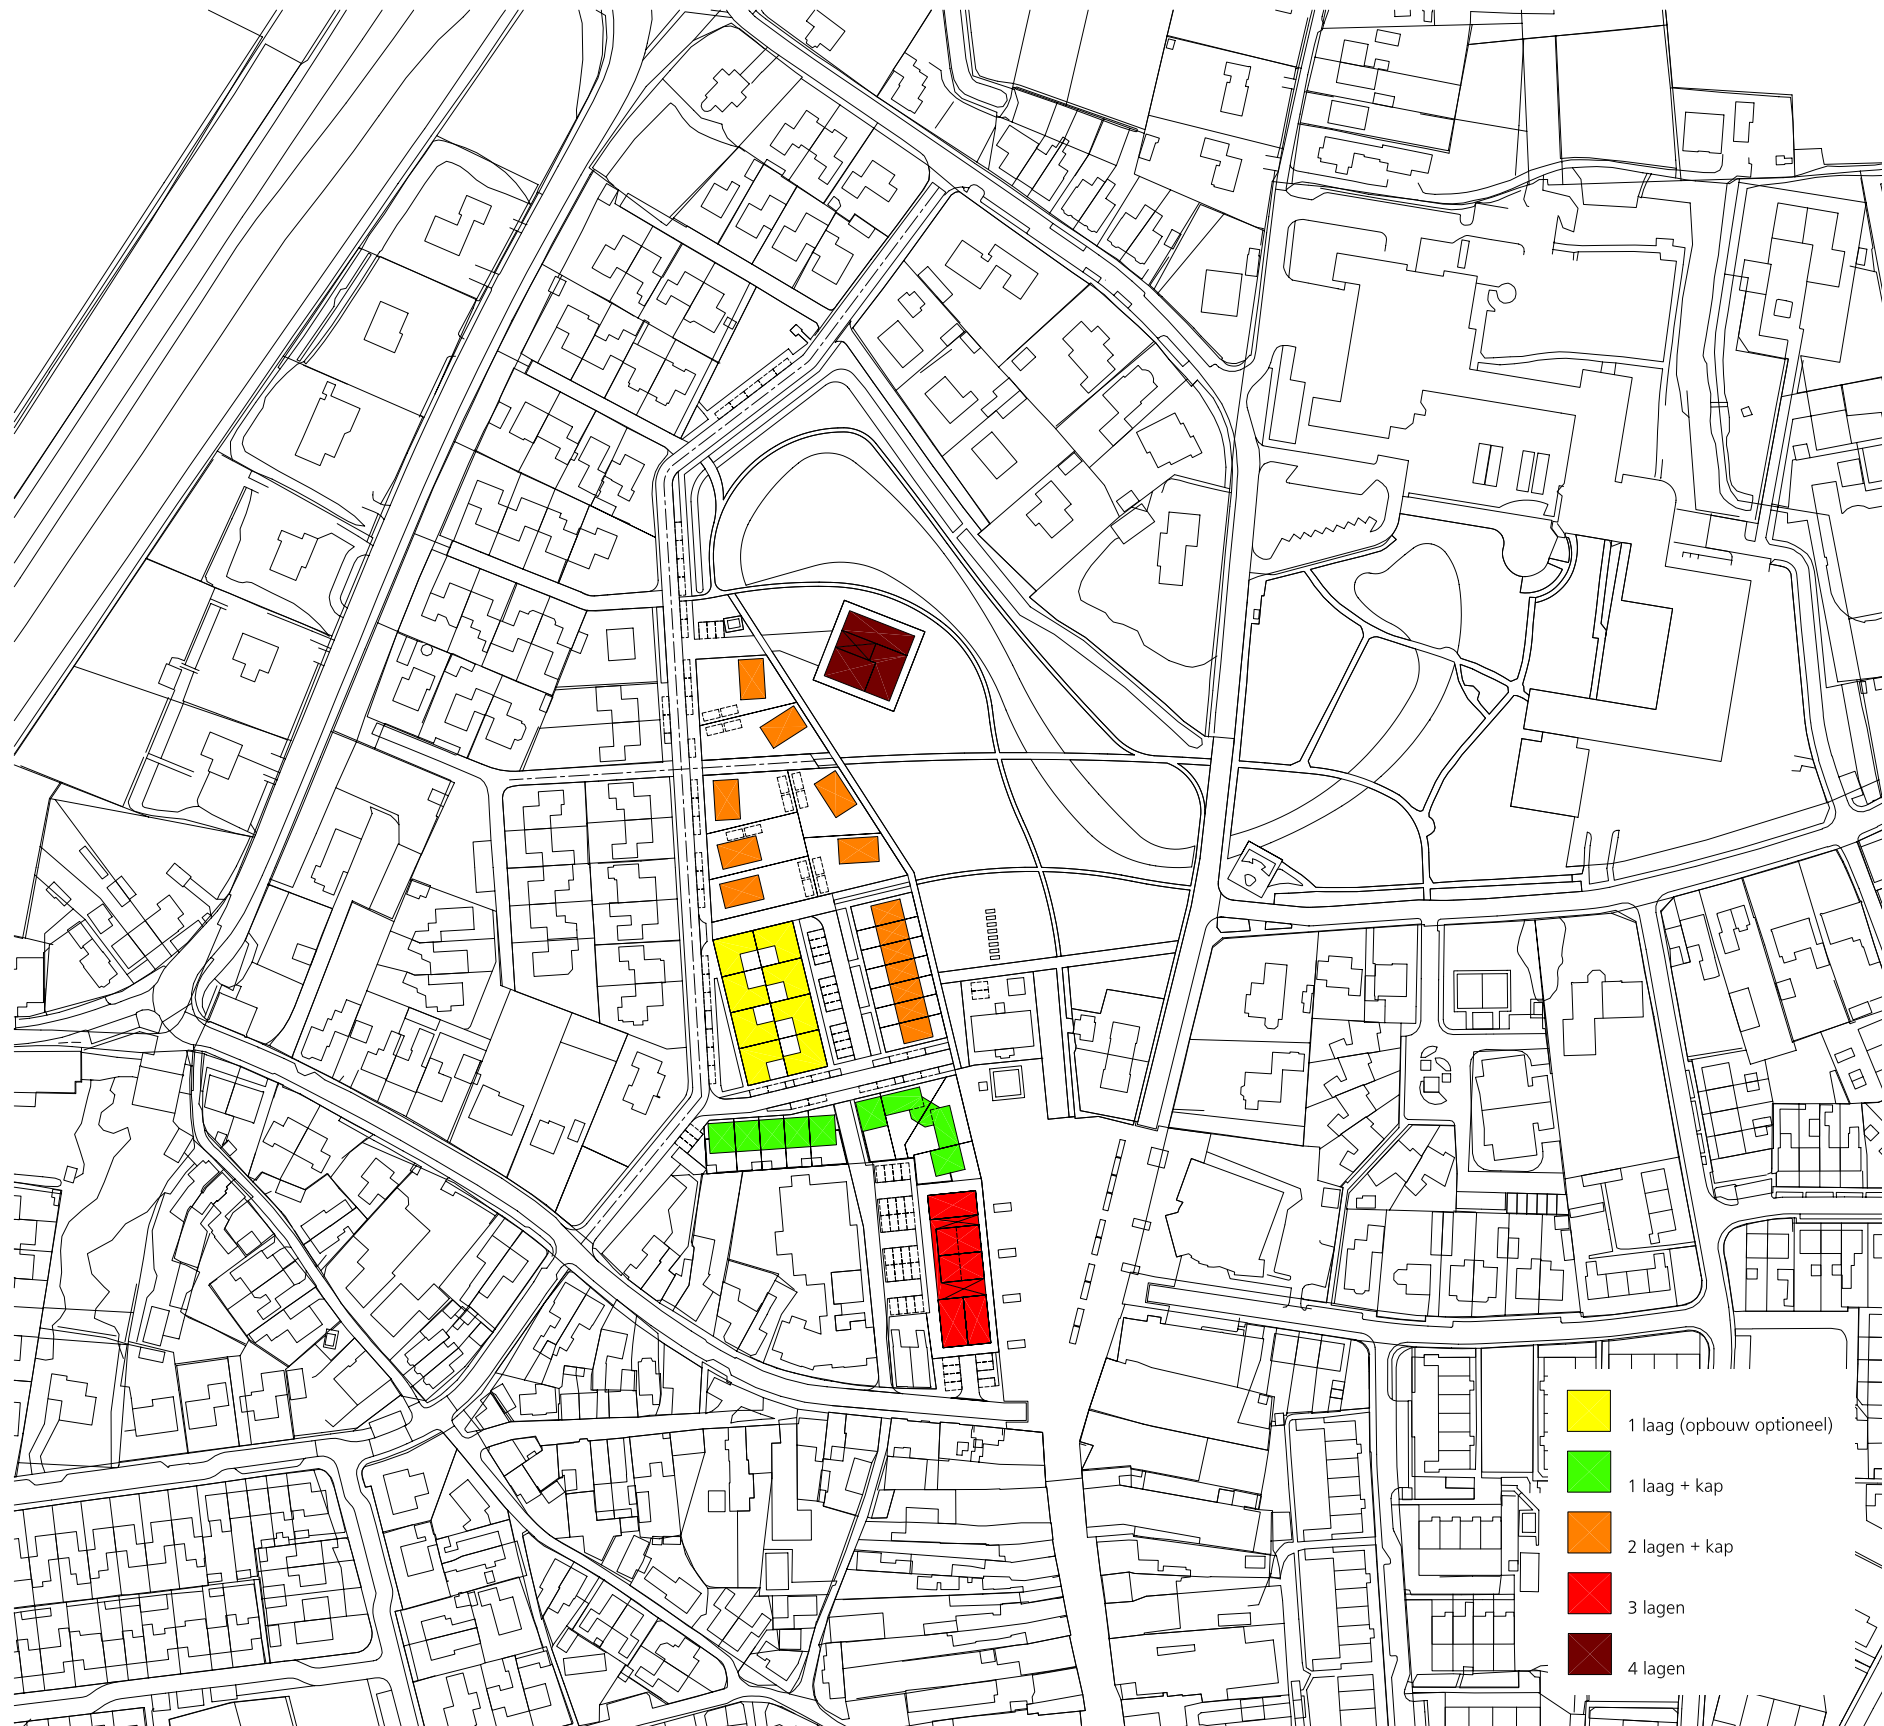 1 laag (opbouw optioneel)
1 laag + kap
2 lagen + kap
3 lagen
4 lagen